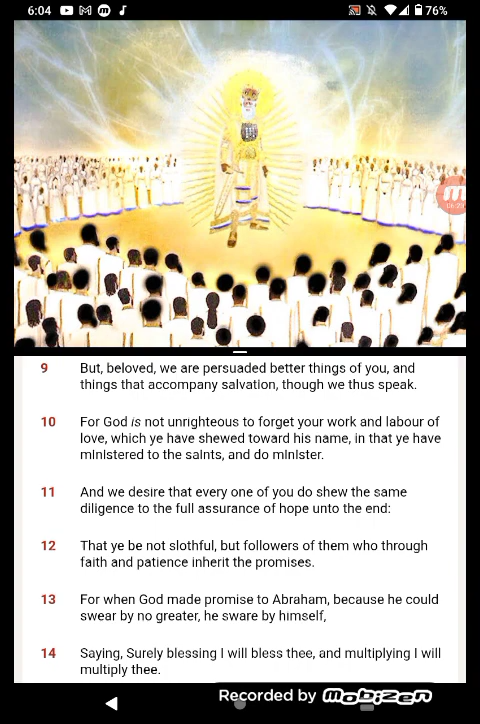 6:04 76%
9 But, beloved, we are persuaded better things of you, and
things that accompany salvation, though we thus speak.
10 For God is not unrighteous to forget your work and labour of
love, which ye have shewed toward his name, in that ye have
mInIstered to the saInts, and do mInIster.
11 And we desire that every one of you do shew the same
diligence to the full assurance of hope unto the end:
12 That ye be not slothful, but followers of them who through
faith and patience inherit the promises.
13 For when God made promise to Abraham, because he could
swear by no greater, he sware by himself,
14 Saying, Surely blessing I will bless thee, and multiplying I will
multiply thee.
Recorded by Mobizen